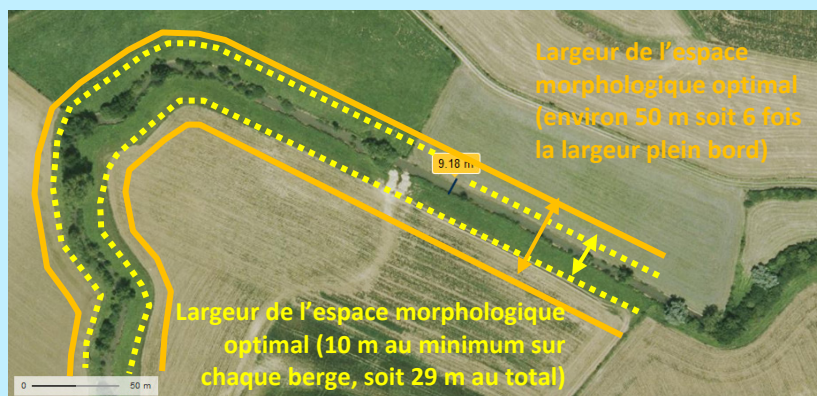 Largeur de l'espace
morphologique optimal
(environ 50 m soit 6 fois
la largeur plein bord)
9.18 m
Largeur de l'espace morphologique
optimal (10 m au minimum sur
chaque berge, soit 29 m au total)
0 50 m